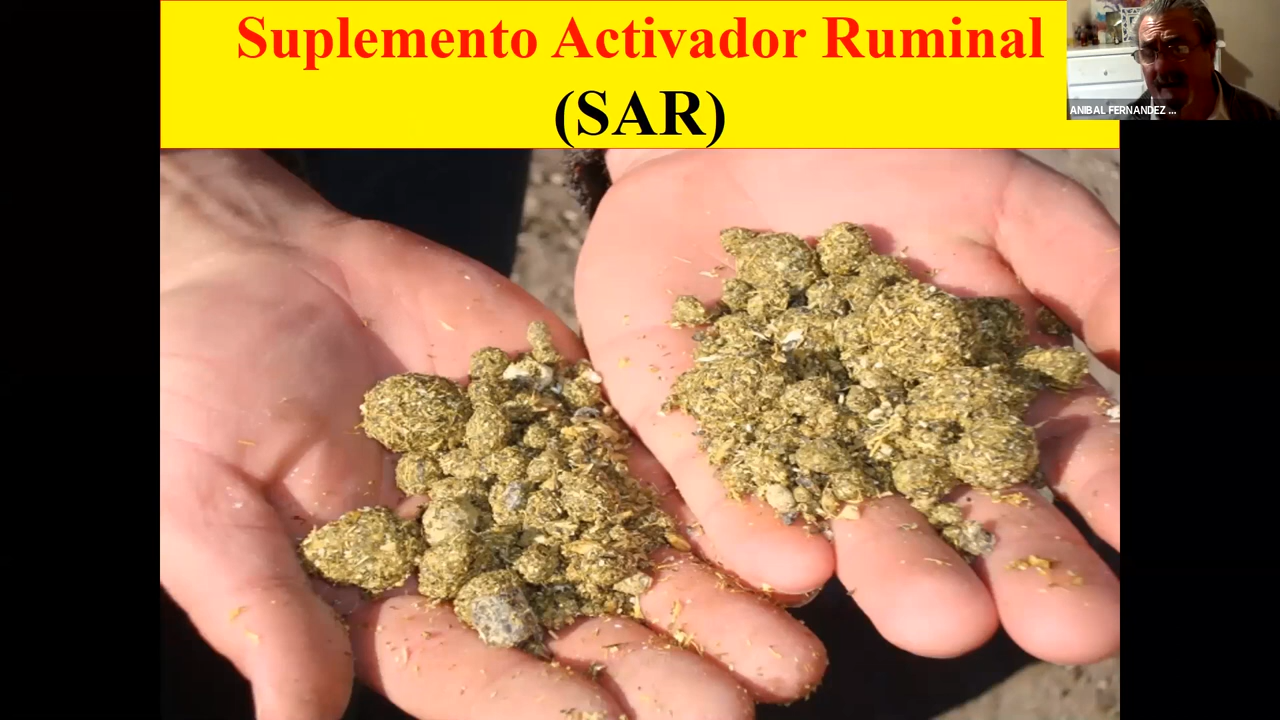 Suplemento Activador Ruminal
(SAR)
ANIBAL FERNANDEZ ...